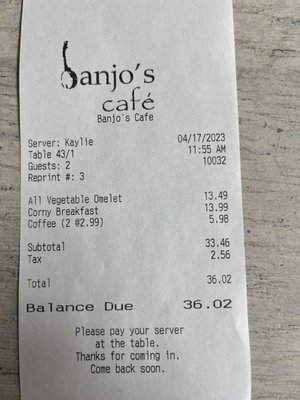 banjo's
café
Banjo's Cafe
Server: Kaylie 04/17/2023
Table 43/1 11:55 AM
Guests: 2 10032
Reprint #: 3
All Vegetable Omelet 13.49
Corny Breakfast 13.99
Coffee (2 @2.99) 5.98
Subtotal 33.46
Tax 2.56
Total 36.02
Balance Due 36.02
Please pay your server
at the table.
Thanks for coming in.
Come back soon.